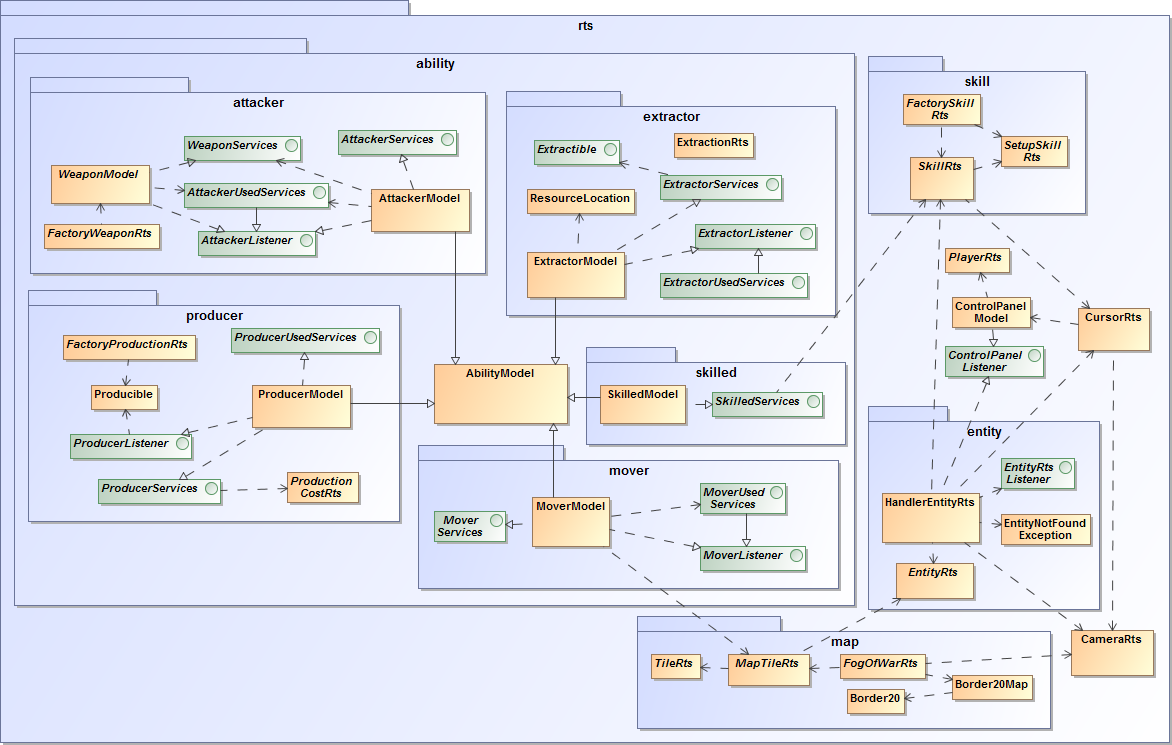 rts
ability
attacker
WeaponServices
AttackerServices
WeaponModel
AttackerUsedServices
AttackerModel
FactoryWeaponRts
AttackerListener
extractor
Extractible
ExtractionRts
ExtractorServices
ResourceLocation
ExtractorListener
ExtractorModel
ExtractorUsedServices
producer
FactoryProductionRts
ProducerUsedServices
Producible
ProducerModel
ProducerListener
ProducerServices
Production
CostRts
AbilityModel
skilled
SkilledModel
SkilledServices
mover
Mover
Services
MoverModel
MoverUsed
Services
MoverListener
skill
FactorySkill
Rts
SetupSkill
Rts
SkillRts
PlayerRts
ControlPanel
Model
CursorRts
ControlPanel
Listener
entity
EntityRts
Listener
HandlerEntityRts
EntityNotFound
Exception
EntityRts
CameraRts
map
TileRts
MapTileRts
FogOfWarRts
Border20Map
Border20